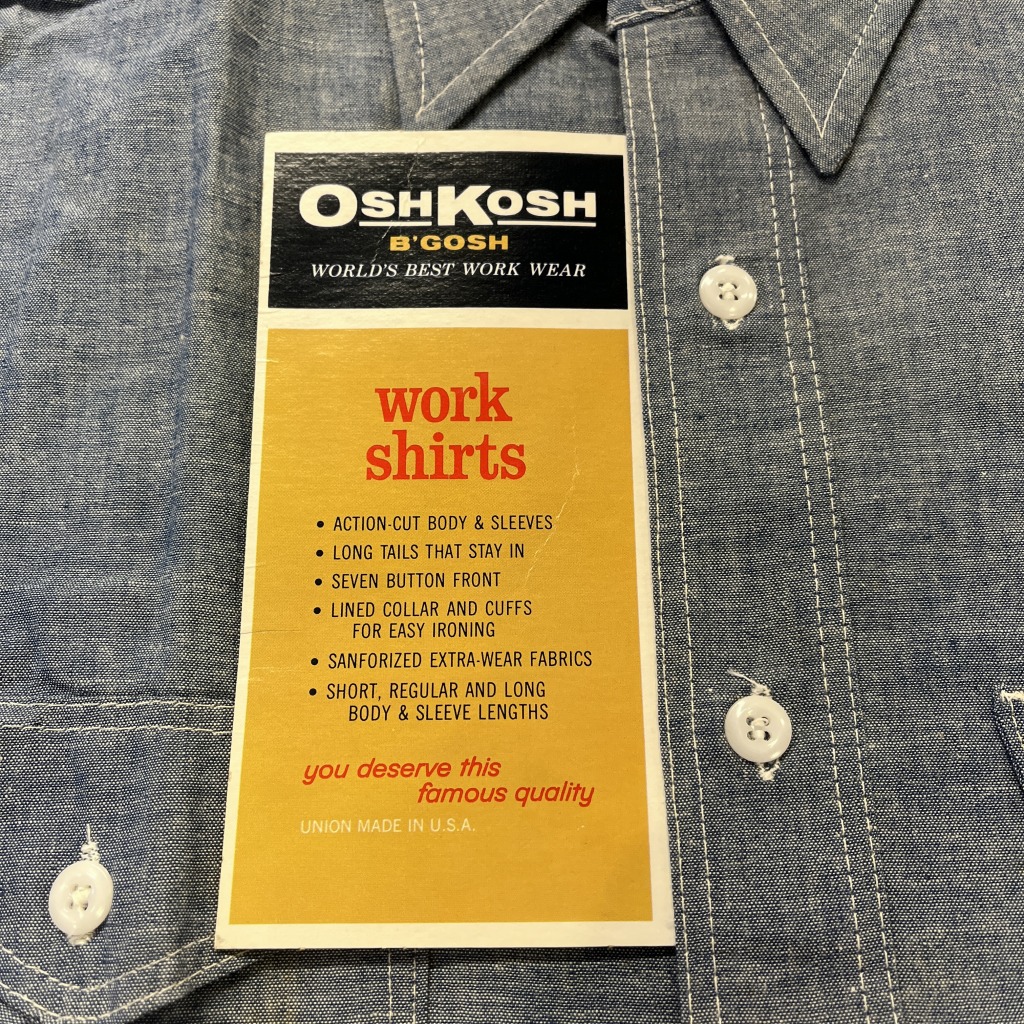 OSHKOSH
B'GOSH
WORLD'S BEST WORK WEAR
work
shirts
• ACTION-CUT BODY & SLEEVES
• LONG TAILS THAT STAY IN
• SEVEN BUTTON FRONT
• LINED COLLAR AND CUFFS
FOR EASY IRONING
• SANFORIZED EXTRA-WEAR FABRICS
• SHORT, REGULAR AND LONG
BODY & SLEEVE LENGTHS
you deserve this
famous quality
UNION MADE IN U.S.A.